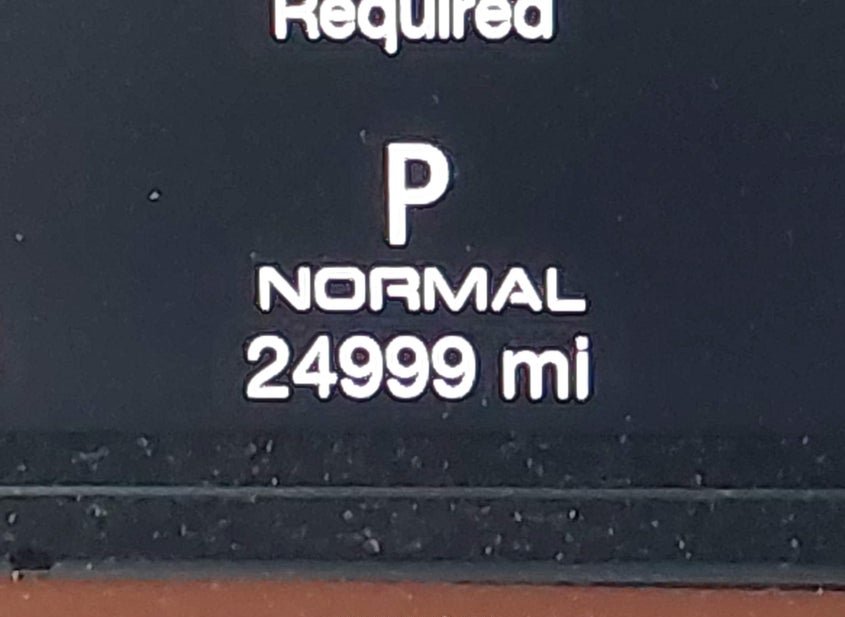 Required
P
NORMAL
24999 mi